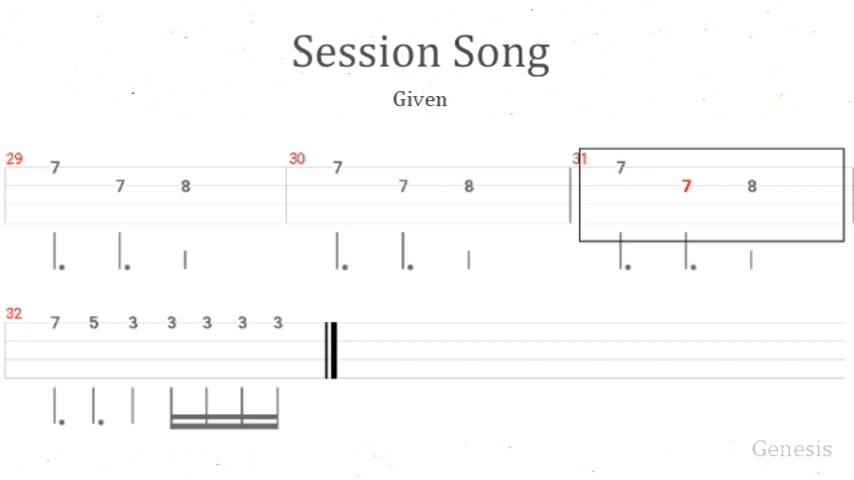 Session Song
Given
29 30 31
7 7 7
7 8 7 8 7 8
32
7 5 3 3 3 3 3
Genesis